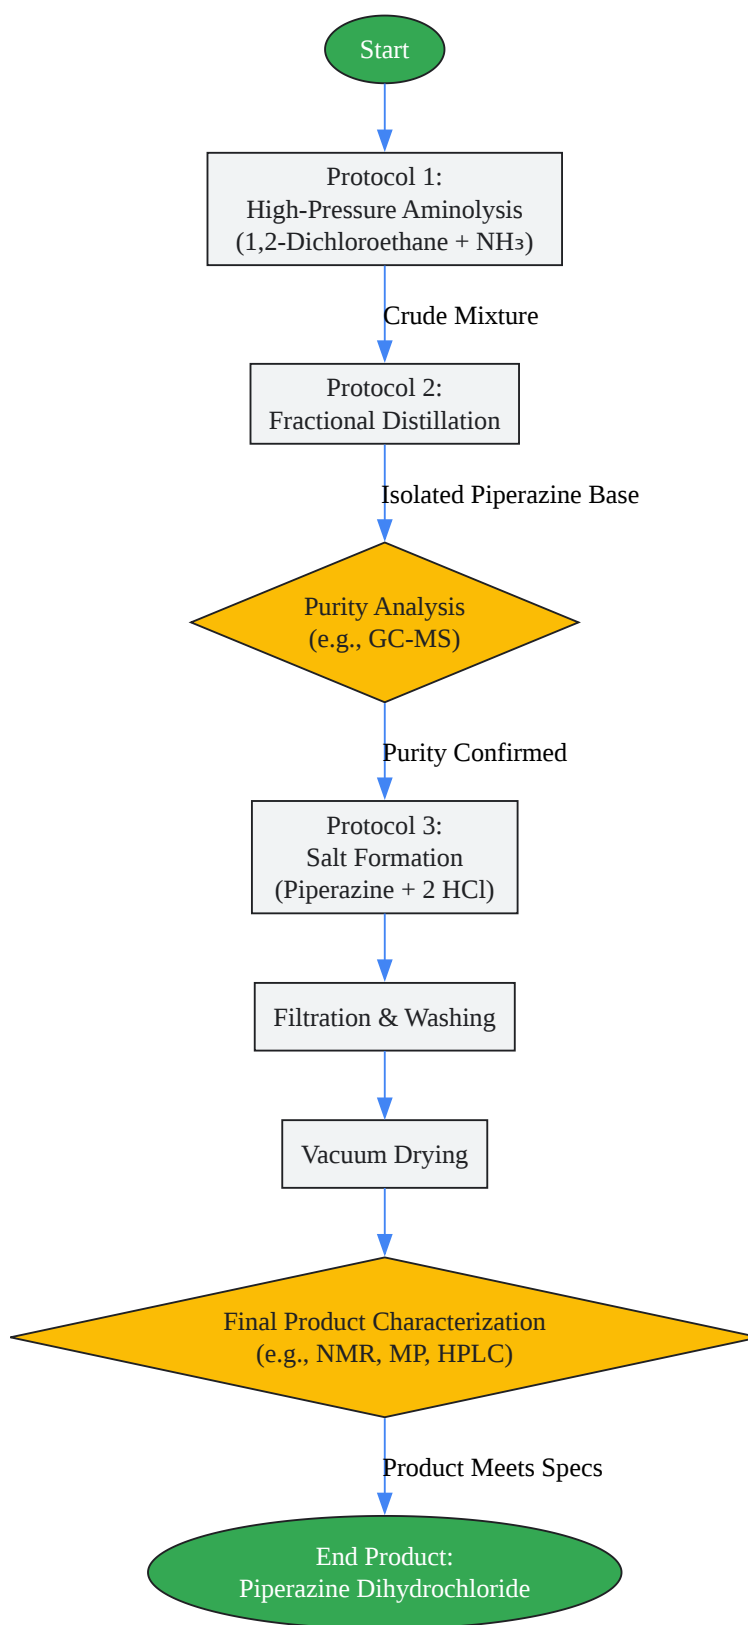 Start
Protocol 1:
High-Pressure Aminolysis
(1,2-Dichloroethane + NH₃)
Crude Mixture
Protocol 2:
Fractional Distillation
Isolated Piperazine Base
Purity Analysis
(e.g., GC-MS)
Purity Confirmed
Protocol 3:
Salt Formation
(Piperazine + 2 HCl)
Filtration & Washing
Vacuum Drying
Final Product Characterization
(e.g., NMR, MP, HPLC)
Product Meets Specs
End Product:
Piperazine Dihydrochloride